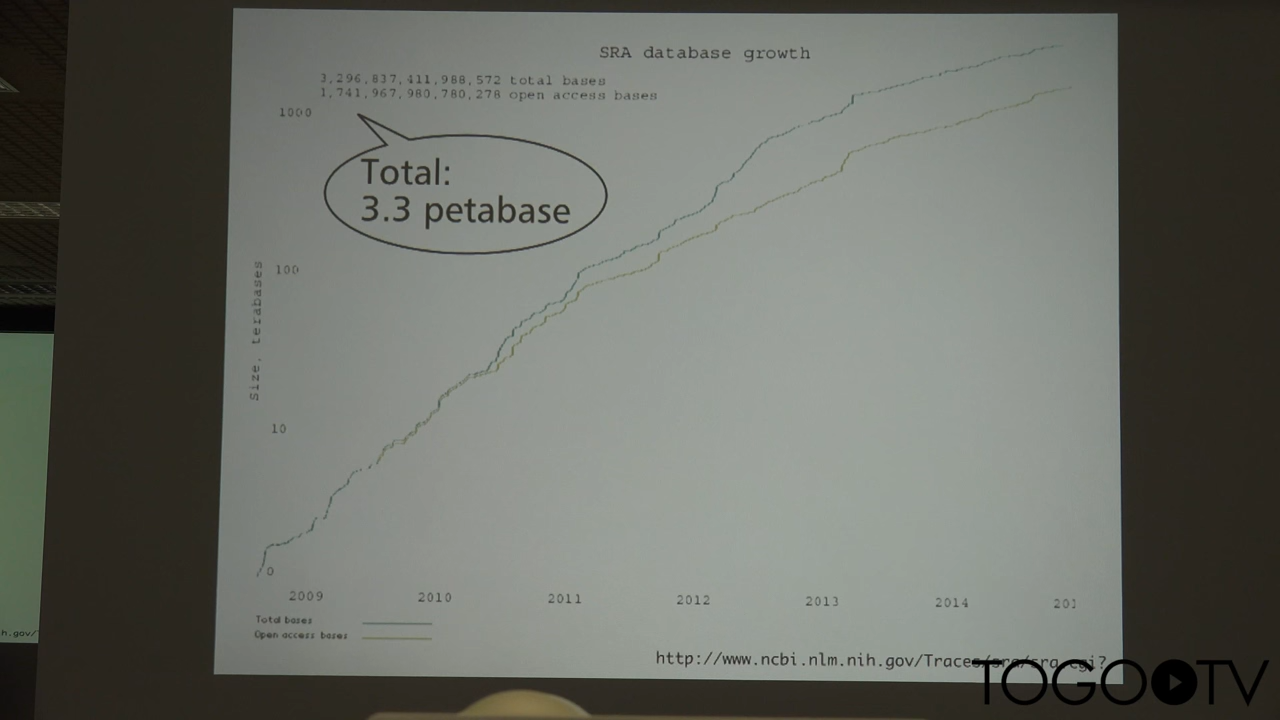 SRA database growth
3,296,837,411,988,572 total bases
1,741,967,980,780,278 open access bases
1000
Total:
3.3 petabase
Size, terabases
100
10
0
2009 2010 2011 2012 2013 2014 201
Total bases
Open access bases
http://www.ncbi.nlm.nih.gov/Traces/sra/sra.cgi?
h.gov/
TOGOTV